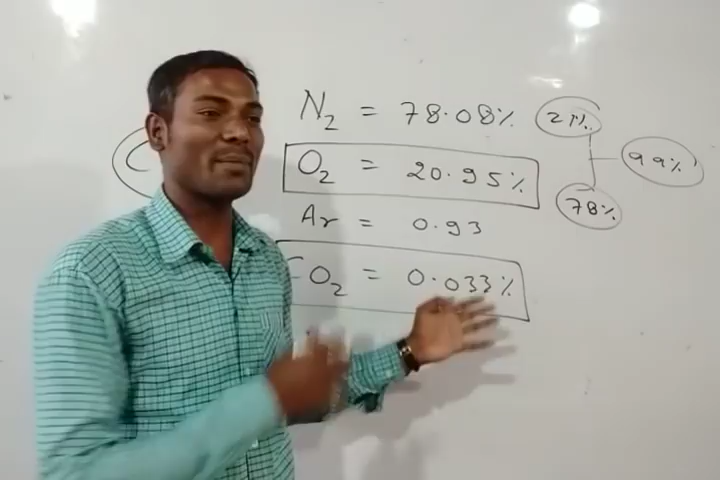 N₂ = 78.08% 21%
O₂ = 20.95% 99%
Ar = 0.93 78%
CO₂ = 0.033%